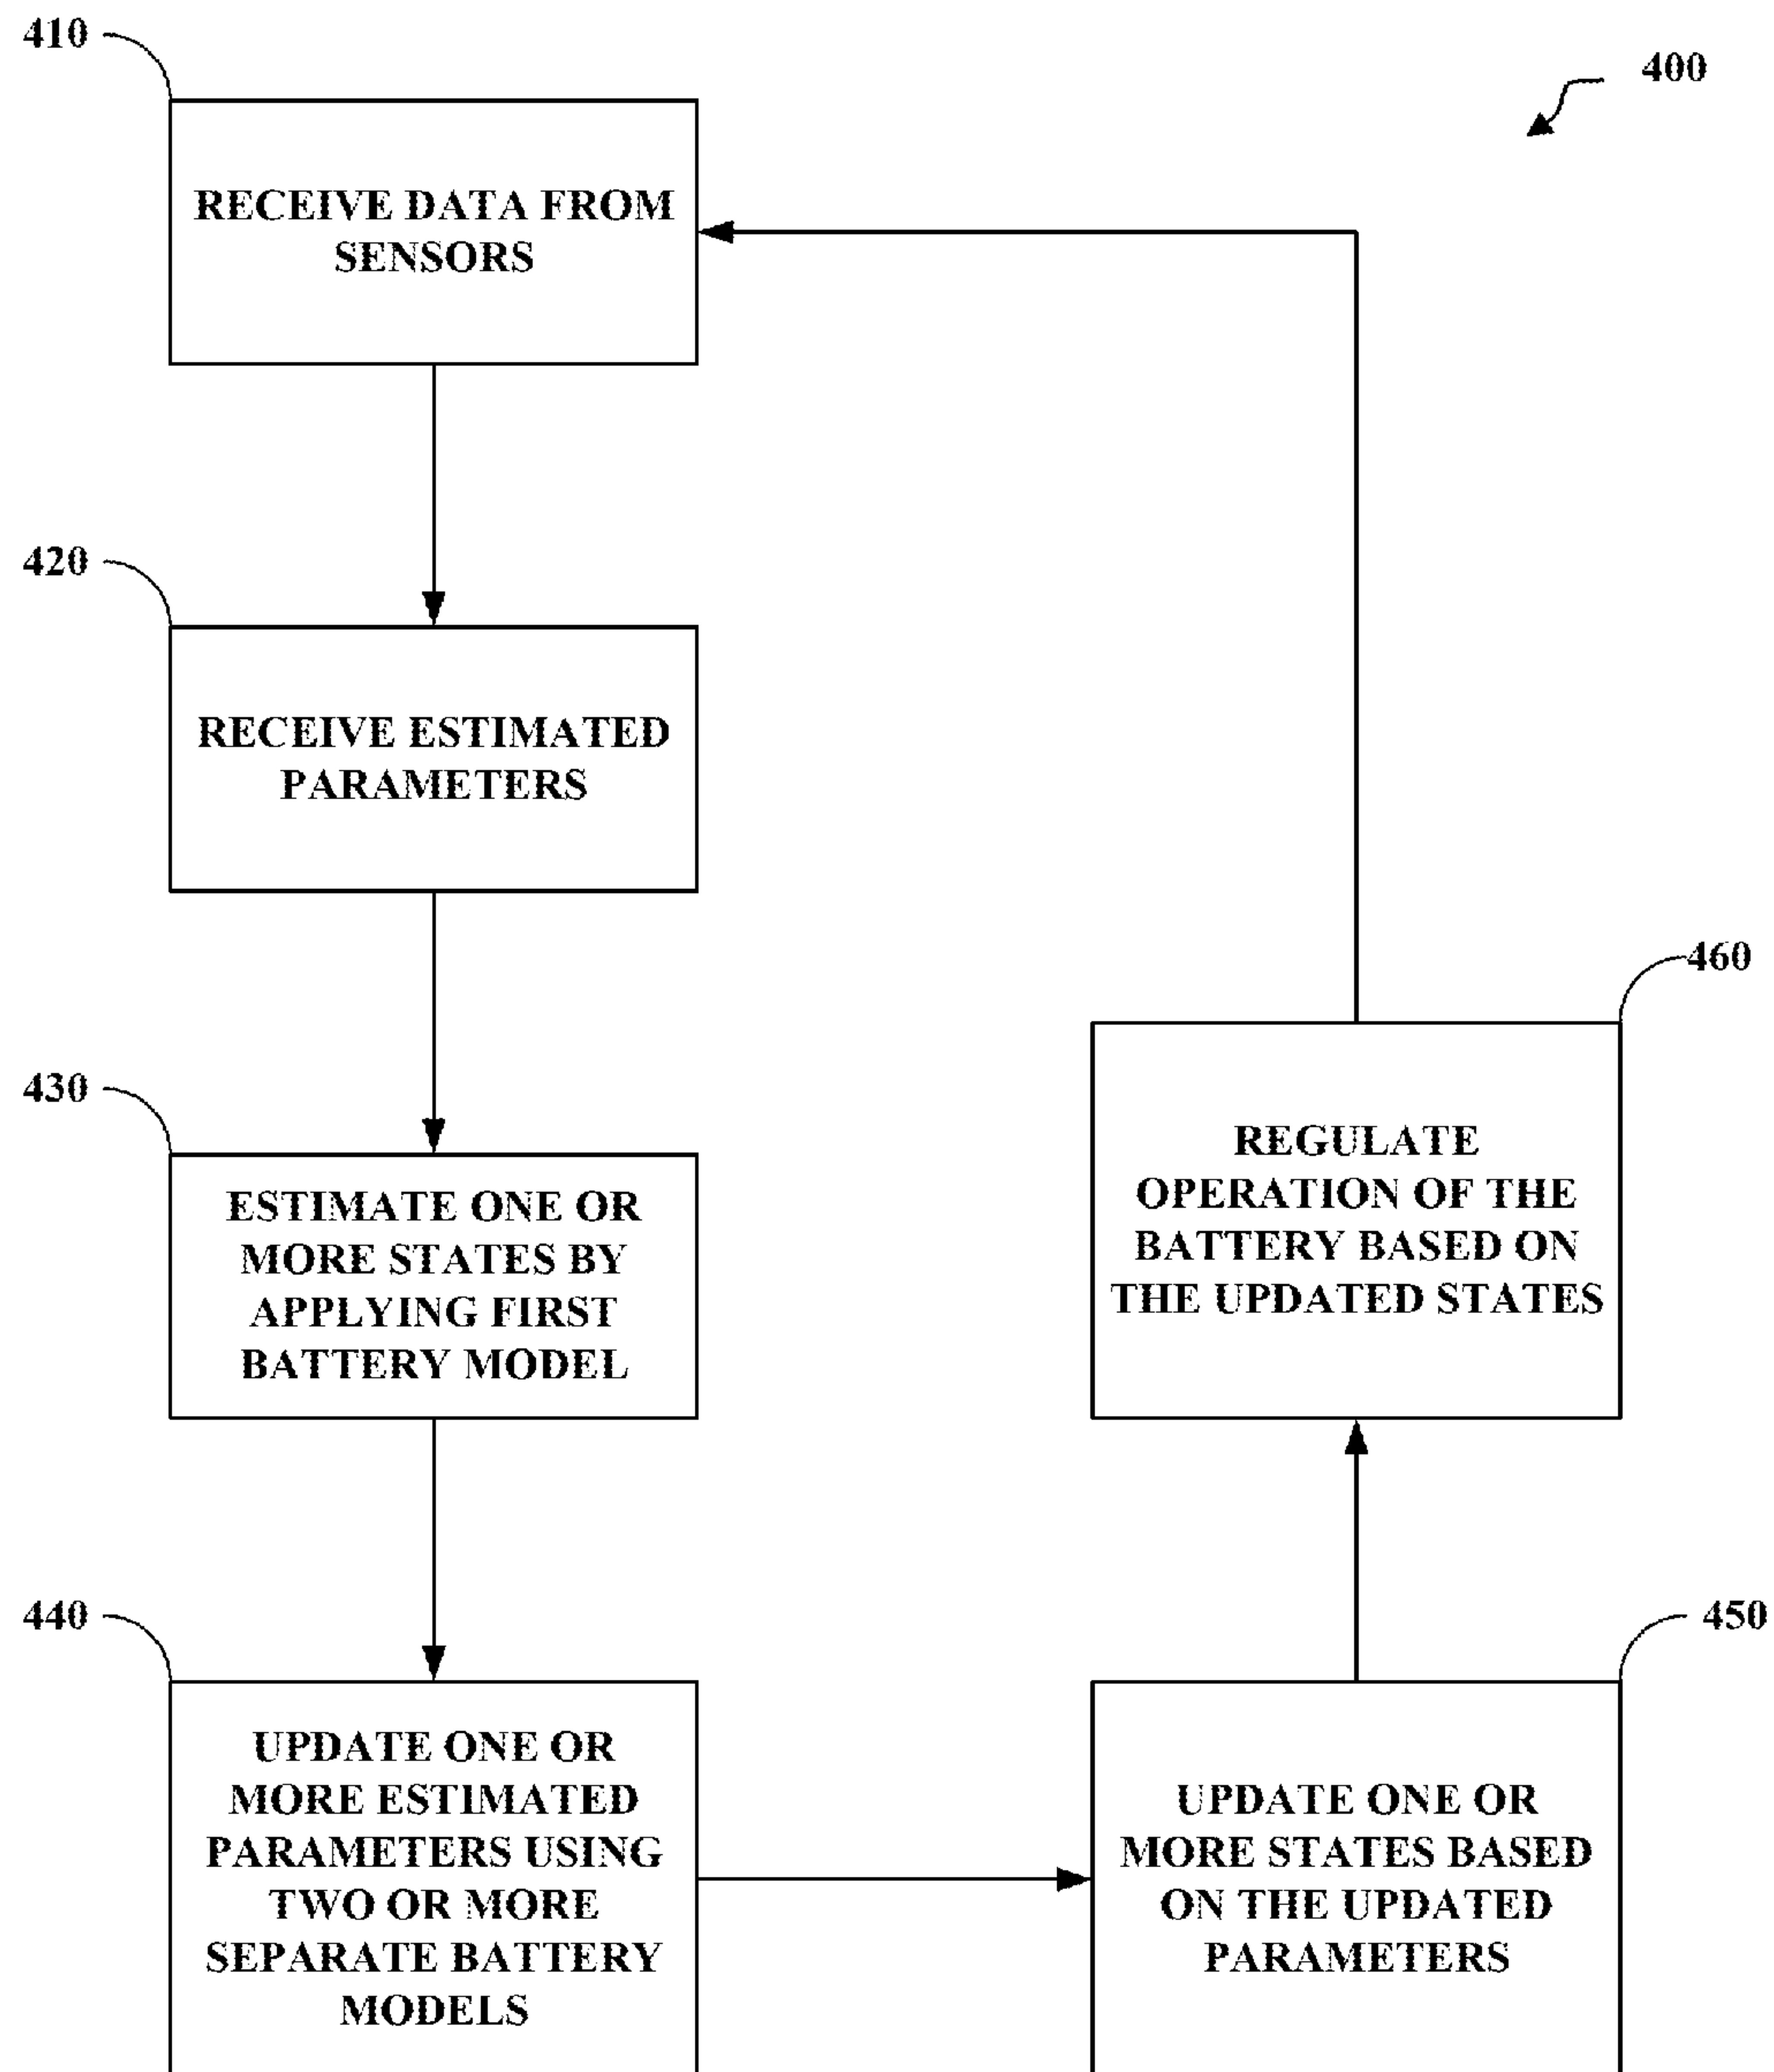 410
400
RECEIVE DATA FROM
SENSORS
420
RECEIVE ESTIMATED
PARAMETERS
430
ESTIMATE ONE OR
MORE STATES BY
APPLYING FIRST
BATTERY MODEL
440
UPDATE ONE OR
MORE ESTIMATED
PARAMETERS USING
TWO OR MORE
SEPARATE BATTERY
MODELS
450
UPDATE ONE OR
MORE STATES BASED
ON THE UPDATED
PARAMETERS
460
REGULATE
OPERATION OF THE
BATTERY BASED ON
THE UPDATED STATES